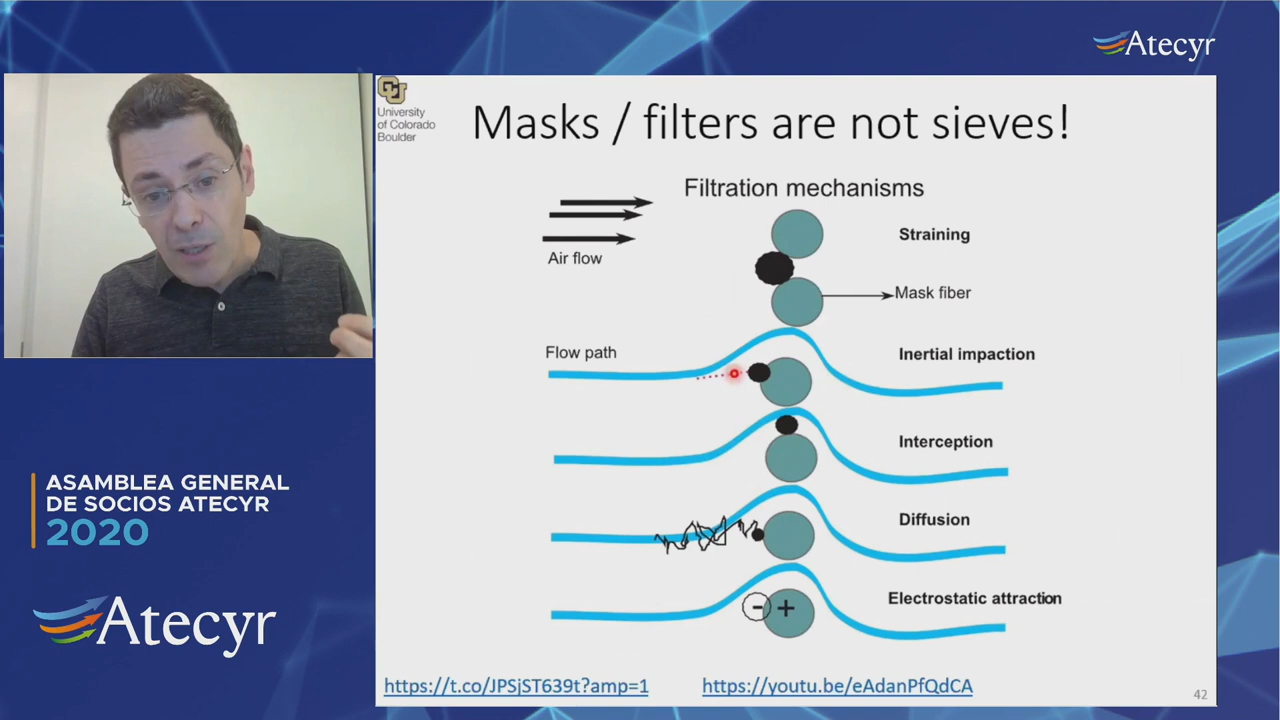 Atecyr
CU
University
of Colorado
Boulder
Masks / filters are not sieves!
Filtration mechanisms
Air flow
Straining
Mask fiber
Flow path
Inertial impaction
Interception
Diffusion
- +
Electrostatic attraction
https://t.co/JPSjST639t?amp=1
https://youtu.be/eAdanPfQdCA
42
ASAMBLEA GENERAL
DE SOCIOS ATECYR
2020
Atecyr